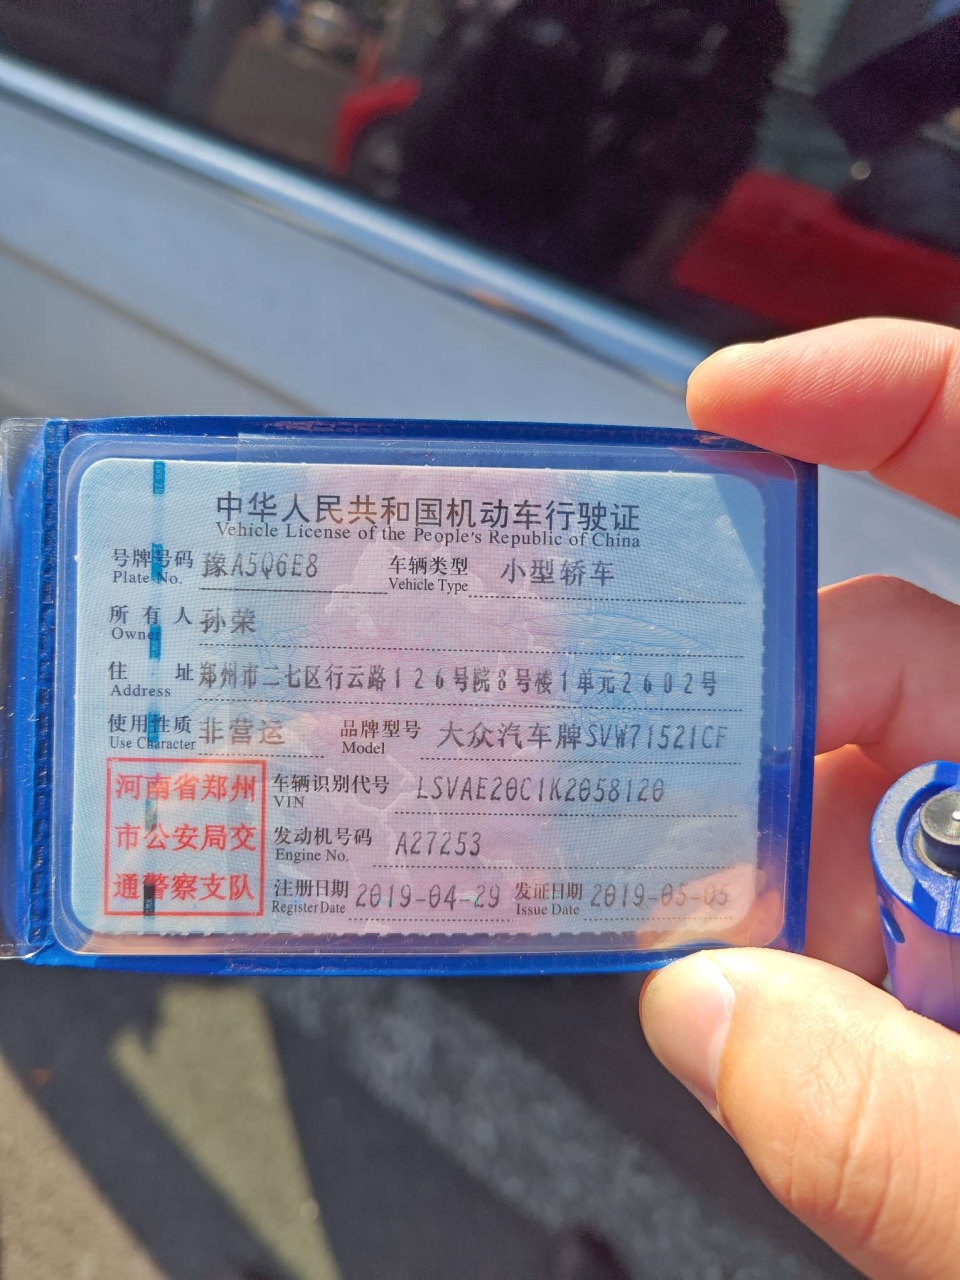 中华人民共和国机动车行驶证
Vehicle License of the People's Republic of China
号牌号码 豫A5Q6E8 车辆类型 小型轿车
Plate No. Vehicle Type
所有人 孙荣
Owner
住址 郑州市二七区行云路126号院8号楼1单元2602号
Address
使用性质 非营运 品牌型号 大众汽车牌SVW71521CF
Use Character Model
河南省郑州
市公安局交
通警察支队
车辆识别代号 LSVAE20C1K2058120
VIN
发动机号码 A27253
Engine No.
注册日期 2019-04-29 发证日期 2019-05-05
Register Date Issue Date